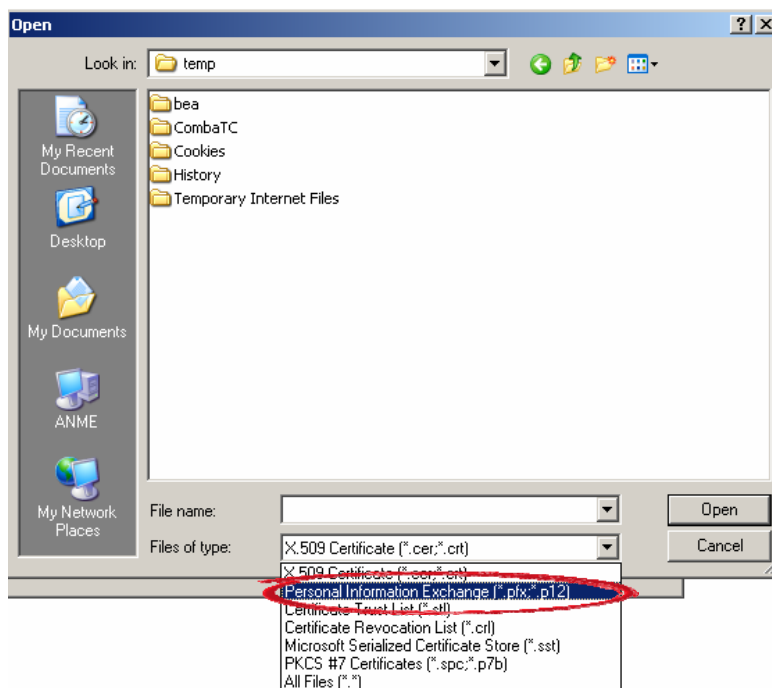 Open
Look in:
temp
bea
CombaTC
Cookies
History
Temporary Internet Files
My Recent
Documents
Desktop
My Documents
ANME
My Network
Places
File name:
Open
Files of type:
X.509 Certificate (*.cer;*.crt)
Cancel
X.509 Certificate (*.cer;*.crt)
Personal Information Exchange (*.pfx;*.p12)
Certificate Trust List (*.stl)
Certificate Revocation List (*.crl)
Microsoft Serialized Certificate Store (*.sst)
PKCS #7 Certificates (*.spc;*.p7b)
All Files (*.*)